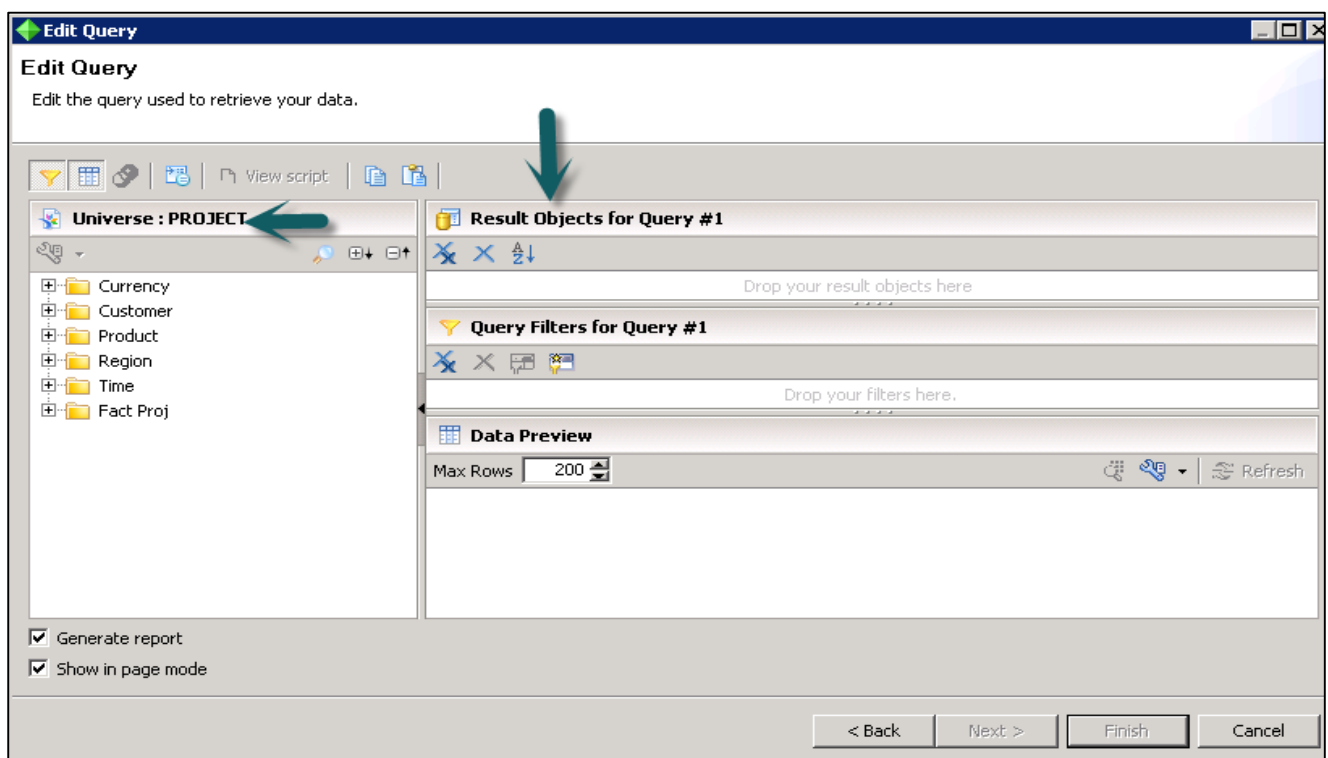 Edit Query
Edit Query
Edit the query used to retrieve your data.
View script
Universe : PROJECT
Result Objects for Query #1
Drop your result objects here
Currency
Customer
Product
Region
Time
Fact Proj
Query Filters for Query #1
Drop your filters here.
Data Preview
Max Rows 200 Refresh
Generate report
Show in page mode
< Back Next > Finish Cancel